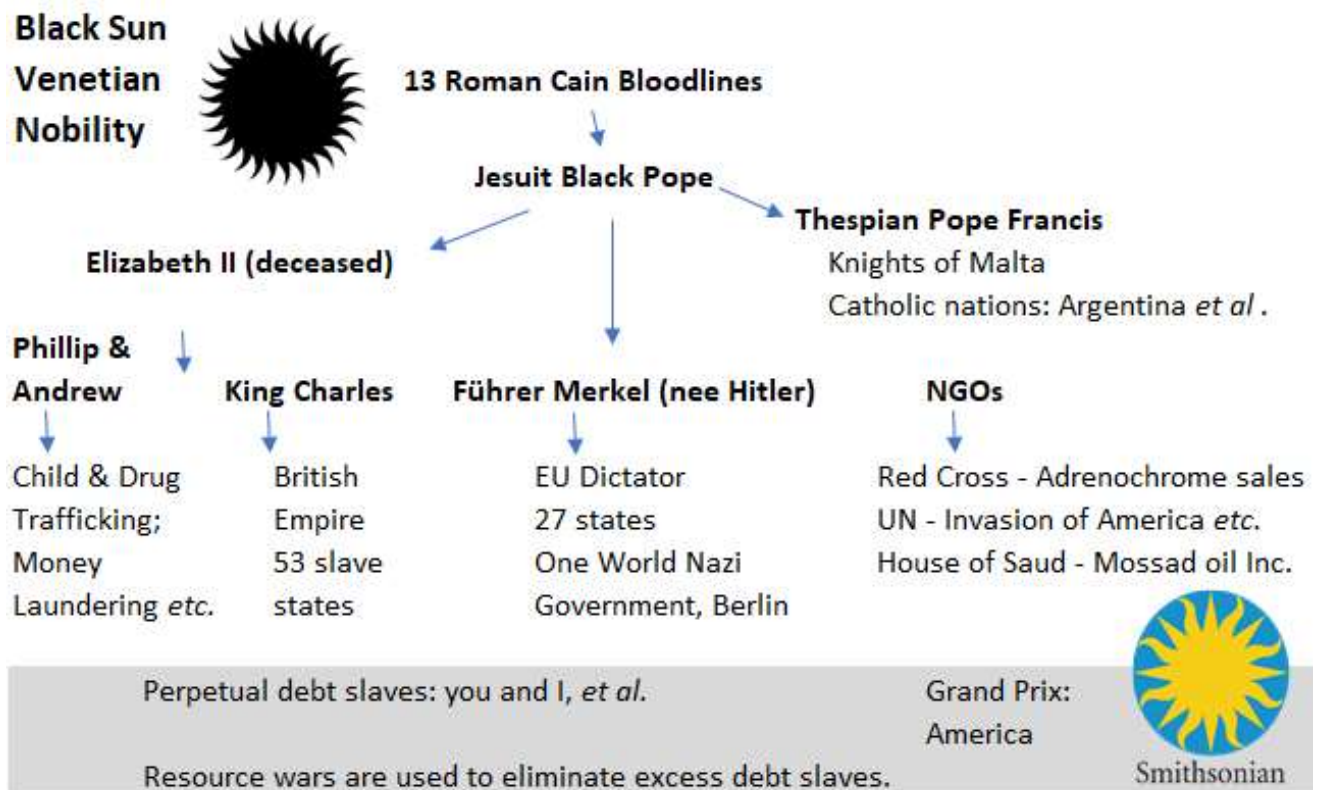 Black Sun
Venetian
Nobility
13 Roman Cain Bloodlines
Jesuit Black Pope
Thespian Pope Francis
Knights of Malta
Catholic nations: Argentina et al .
Elizabeth II (deceased)
Phillip &
Andrew
Child & Drug
Trafficking;
Money
Laundering etc.
King Charles
British
Empire
53 slave
states
Führer Merkel (nee Hitler)
EU Dictator
27 states
One World Nazi
Government, Berlin
NGOs
Red Cross - Adrenochrome sales
UN - Invasion of America etc.
House of Saud - Mossad oil Inc.
Perpetual debt slaves: you and I, et al.
Grand Prix:
America
Resource wars are used to eliminate excess debt slaves.
Smithsonian